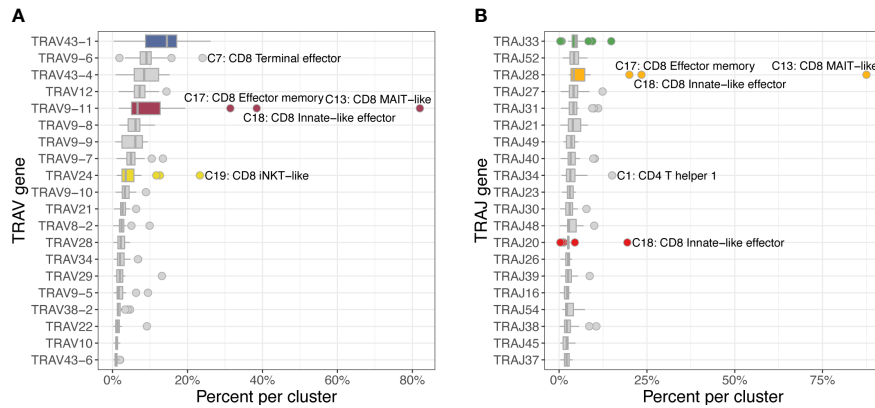 A
TRAV gene
TRAV43-1
TRAV9-6
C7: CD8 Terminal effector
TRAV43-4
TRAV12
C17: CD8 Effector memory
C13: CD8 MAIT-like
TRAV9-11
C18: CD8 Innate-like effector
TRAV9-8
TRAV9-9
TRAV9-7
TRAV24
C19: CD8 iNKT-like
TRAV9-10
TRAV21
TRAV8-2
TRAV28
TRAV34
TRAV29
TRAV9-5
TRAV38-2
TRAV22
TRAV10
TRAV43-6
0% 20% 40% 60% 80%
Percent per cluster
B
TRAJ gene
TRAJ33
TRAJ52
C17: CD8 Effector memory
C13: CD8 MAIT-like
TRAJ28
C18: CD8 Innate-like effector
TRAJ27
TRAJ31
TRAJ21
TRAJ49
TRAJ40
TRAJ34
C1: CD4 T helper 1
TRAJ23
TRAJ30
TRAJ48
TRAJ20
C18: CD8 Innate-like effector
TRAJ26
TRAJ39
TRAJ16
TRAJ54
TRAJ38
TRAJ45
TRAJ37
0% 25% 50% 75%
Percent per cluster